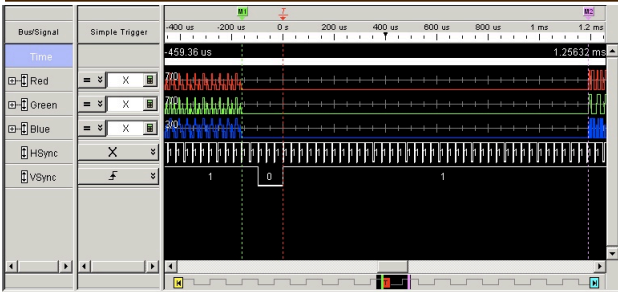 M1 T M2
Bus/Signal Simple Trigger -400 us -200 us 0 s 200 us 400 us 600 us 800 us 1 ms 1.2 ms
Time -459.36 us 1.25632 ms
Red = X
Green = X
Blue = X
HSync X
VSync 1 0 1